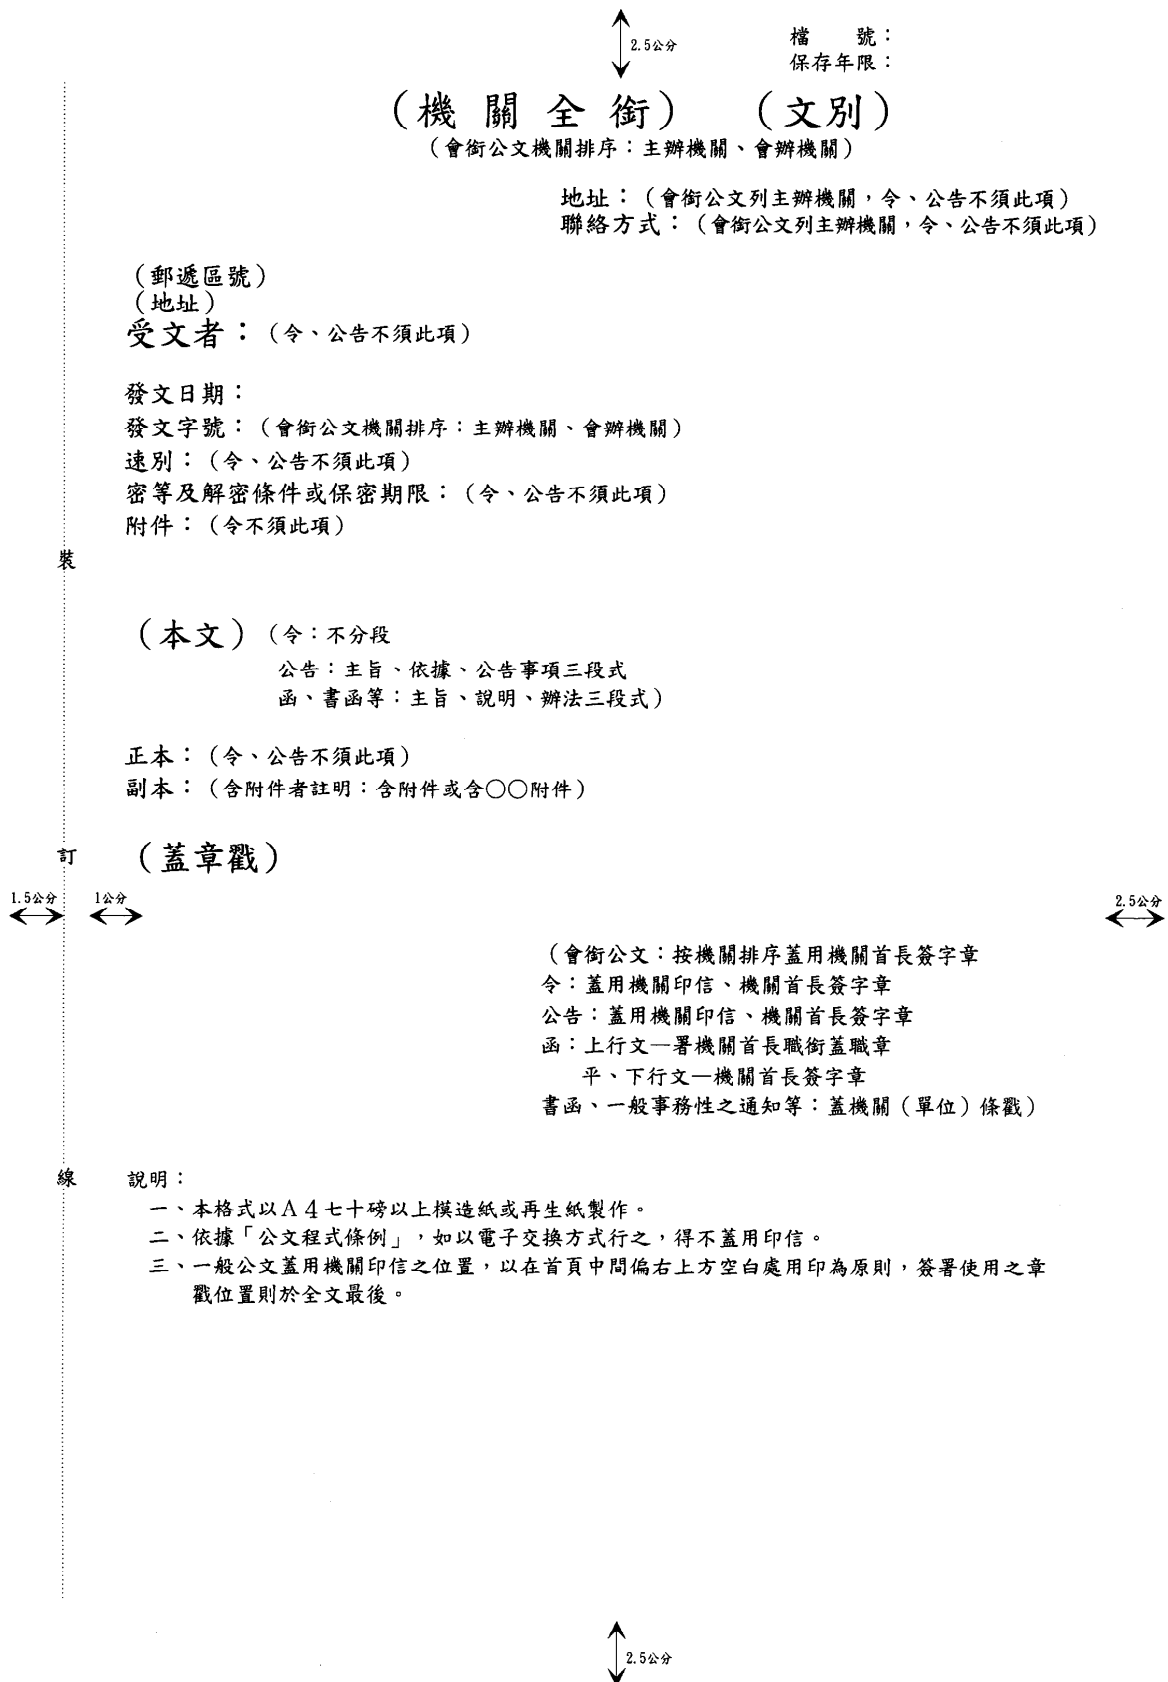 2.5公分
檔　　號：
保存年限：
（機 關 全 銜）　（文別）
（會銜公文機關排序：主辦機關、會辦機關）
地址：（會銜公文列主辦機關，令、公告不須此項）
聯絡方式：（會銜公文列主辦機關，令、公告不須此項）
（郵遞區號）
（地址）
受文者：（令、公告不須此項）
發文日期：
發文字號：（會銜公文機關排序：主辦機關、會辦機關）
速別：（令、公告不須此項）
密等及解密條件或保密期限：（令、公告不須此項）
附件：（令不須此項）
裝
（本文）（令：不分段
公告：主旨、依據、公告事項三段式
函、書函等：主旨、說明、辦法三段式）
正本：（令、公告不須此項）
副本：（含附件者註明：含附件或含○○附件）
訂
（蓋章戳）
1.5公分　1公分　2.5公分
（會銜公文：按機關排序蓋用機關首長簽字章
令：蓋用機關印信、機關首長簽字章
公告：蓋用機關印信、機關首長簽字章
函：上行文—署機關首長職銜蓋職章
平、下行文—機關首長簽字章
書函、一般事務性之通知等：蓋機關（單位）條戳）
線
說明：
一、本格式以A４七十磅以上模造紙或再生紙製作。
二、依據「公文程式條例」，如以電子交換方式行之，得不蓋用印信。
三、一般公文蓋用機關印信之位置，以在首頁中間偏右上方空白處用印為原則，簽署使用之章
戳位置則於全文最後。
2.5公分